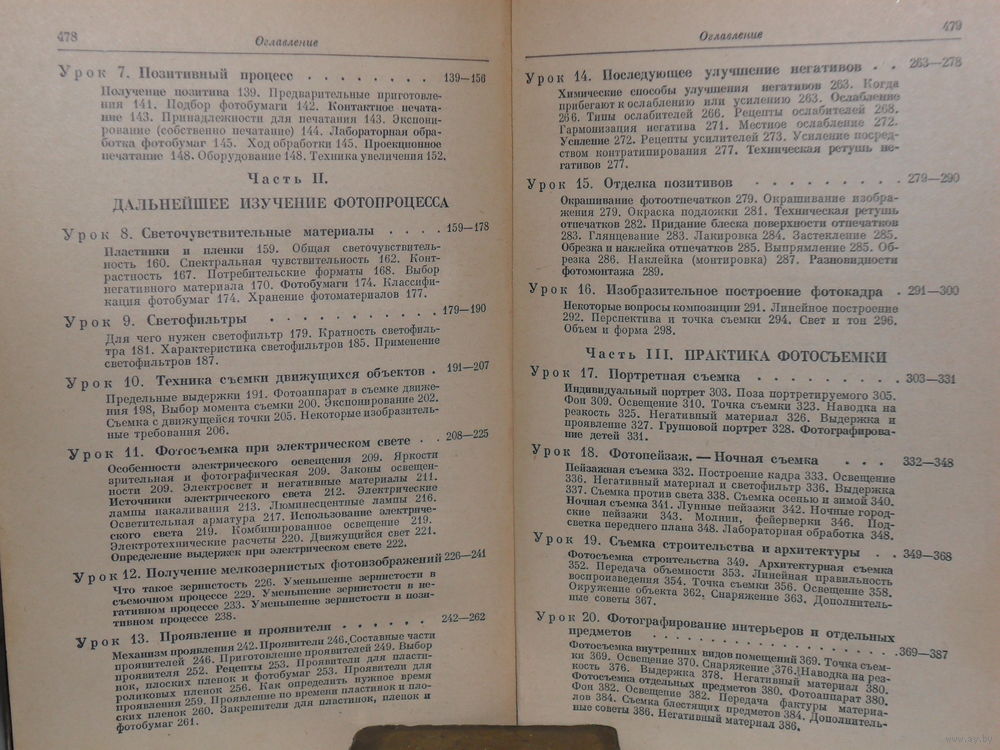 478
Оглавление
Урок 7. Позитивный процесс . . . . . . . . 139—156
Получение позитива 139. Предварительные приготовле-
ния 141. Подбор фотобумаги 142. Контактное печата-
ние 143. Принадлежности для печатания 143. Экспони-
рование (собственно печатание) 144. Лабораторная обра-
ботка фотобумаг 145. Ход обработки 145. Проекционное
печатание 148. Оборудование 148. Техника увеличения 152.
Часть II.
ДАЛЬНЕЙШЕЕ ИЗУЧЕНИЕ ФОТОПРОЦЕССА
Урок 8. Светочувствительные материалы . . . . 159—178
Пластинки и пленки 159. Общая светочувствитель-
ность 160. Спектральная чувствительность 162. Конт-
растность 167. Потребительские форматы 168. Выбор
негативного материала 170. Фотобумаги 174. Классифи-
кация фотобумаг 174. Хранение фотоматериалов 177.
Урок 9. Светофильтры . . . . . . . . . . . 179—190
Для чего нужен светофильтр 179. Кратность светофиль-
тра 181. Характеристика светофильтров 185. Применение
светофильтров 187.
Урок 10. Техника съемки движущихся объектов . 191—207
Предельные выдержки 191. Фотоаппарат в съемке движе-
ния 198, Выбор момента съемки 200. Экспонирование 202.
Съемка с движущейся точки 205. Некоторые изобразитель-
ные требования 206.
Урок 11. Фотосъемка при электрическом свете . . 208—225
Особенности электрического освещения 209. Яркости
зрительная и фотографическая 209. Законы освещен-
ности 209. Электросвет и негативные материалы 211.
Источники электрического света 212. Электрические
лампы накаливания 213. Люминесцентные лампы 216.
Осветительная арматура 217. Использование электриче-
ского света 219. Комбинированное освещение 219.
Электротехнические расчеты 220. Движущийся свет 221.
Определение выдержек при электрическом свете 222.
Урок 12. Получение мелкозернистых фотоизображений 226—241
Что такое зернистость 226. Уменьшение зернистости в
съемочном процессе 229. Уменьшение зернистости в не-
гативном процессе 233. Уменьшение зернистости в пози-
тивном процессе 238.
Урок 13. Проявление и проявители . . . . . . 242—262
Механизм проявления 242. Проявители 246. Составные части
проявителей 246. Приготовление проявителей 249. Выбор
проявителя 252. Рецепты 253. Проявители для пласти-
нок, плоских пленок и фотобумаг 253. Проявители для
роликовых пленок 256. Как определить нужное время
проявления 259. Проявление по времени пластинок и пло-
ских пленок 260. Закрепители для пластинок, пленок и
фотобумаг 261.
479
Оглавление
Урок 14. Последующее улучшение негативов . . 263—278
Химические способы улучшения негативов 263. Когда
прибегают к ослаблению или усилению 263. Ослабление
266. Типы ослабителей 266. Рецепты ослабителей 268.
Гармонизация негатива 271. Местное ослабление 272.
Усиление 272. Рецепты усилителей 273. Усиление посред-
ством контратипирования 277. Техническая ретушь не-
гативов 277.
Урок 15. Отделка позитивов . . . . . . . . . 279—290
Окрашивание фотоотпечатков 279. Окрашивание изобра-
жения 279. Окраска подложки 281. Техническая ретушь
отпечатков 282. Придание блеска поверхности отпечатков
283. Глянцевание 283. Лакировка 284. Застекление 285.
Обрезка и наклейка отпечатков 285. Выпрямление 285. Об-
резка 286. Наклейка (монтировка) 287. Разновидности
фотомонтажа 289.
Урок 16. Изобразительное построение фотокадра . 291—300
Некоторые вопросы композиции 291. Линейное построение
292. Перспектива и точка съемки 294. Свет и тон 296.
Объем и форма 298.
Часть III. ПРАКТИКА ФОТОСЪЕМКИ
Урок 17. Портретная съемка . . . . . . . . . 303—331
Индивидуальный портрет 303. Поза портретируемого 305.
Фон 309. Освещение 310. Точка съемки 323. Наводка на
резкость 325. Негативный материал 326. Выдержка и
проявление 327. Групповой портрет 328. Фотографирова-
ние детей 331.
Урок 18. Фотопейзаж. — Ночная съемка . . . 332—348
Пейзажная съемка 332. Построение кадра 333. Освещение
336. Негативный материал и светофильтр 336. Выдержка
337. Съемка против света 338. Съемка осенью и зимой 340.
Ночная съемка 341. Лунные пейзажи 342. Ночные город-
ские пейзажи 343. Молнии, фейерверки 346. Под-
светка переднего плана 348. Лабораторная обработка 348.
Урок 19. Съемка строительства и архитектуры . . 349—368
Фотосъемка строительства 349. Архитектурная съемка
352. Передача объемности 353. Линейная правильность
воспроизведения 354. Точка съемки 356. Освещение 358.
Окружение объекта 362. Снаряжение 363. Дополнитель-
ные советы 367.
Урок 20. Фотографирование интерьеров и отдельных
предметов . . . . . . . . . . . . . . 369—387
Фотосъемка внутренних видов помещений 369. Точка съем-
ки 369. Освещение 370. Снаряжение 376. Наводка на рез-
кость 376. Выдержка 378. Негативный материал 380.
Фотосъемка отдельных предметов 380. Фотоаппарат 380.
Фон 382. Освещение 382. Передача фактуры материа-
лов 384. Съемка блестящих предметов 384. Дополнитель-
ные советы 386. Негативный материал 386.
www.ay.by